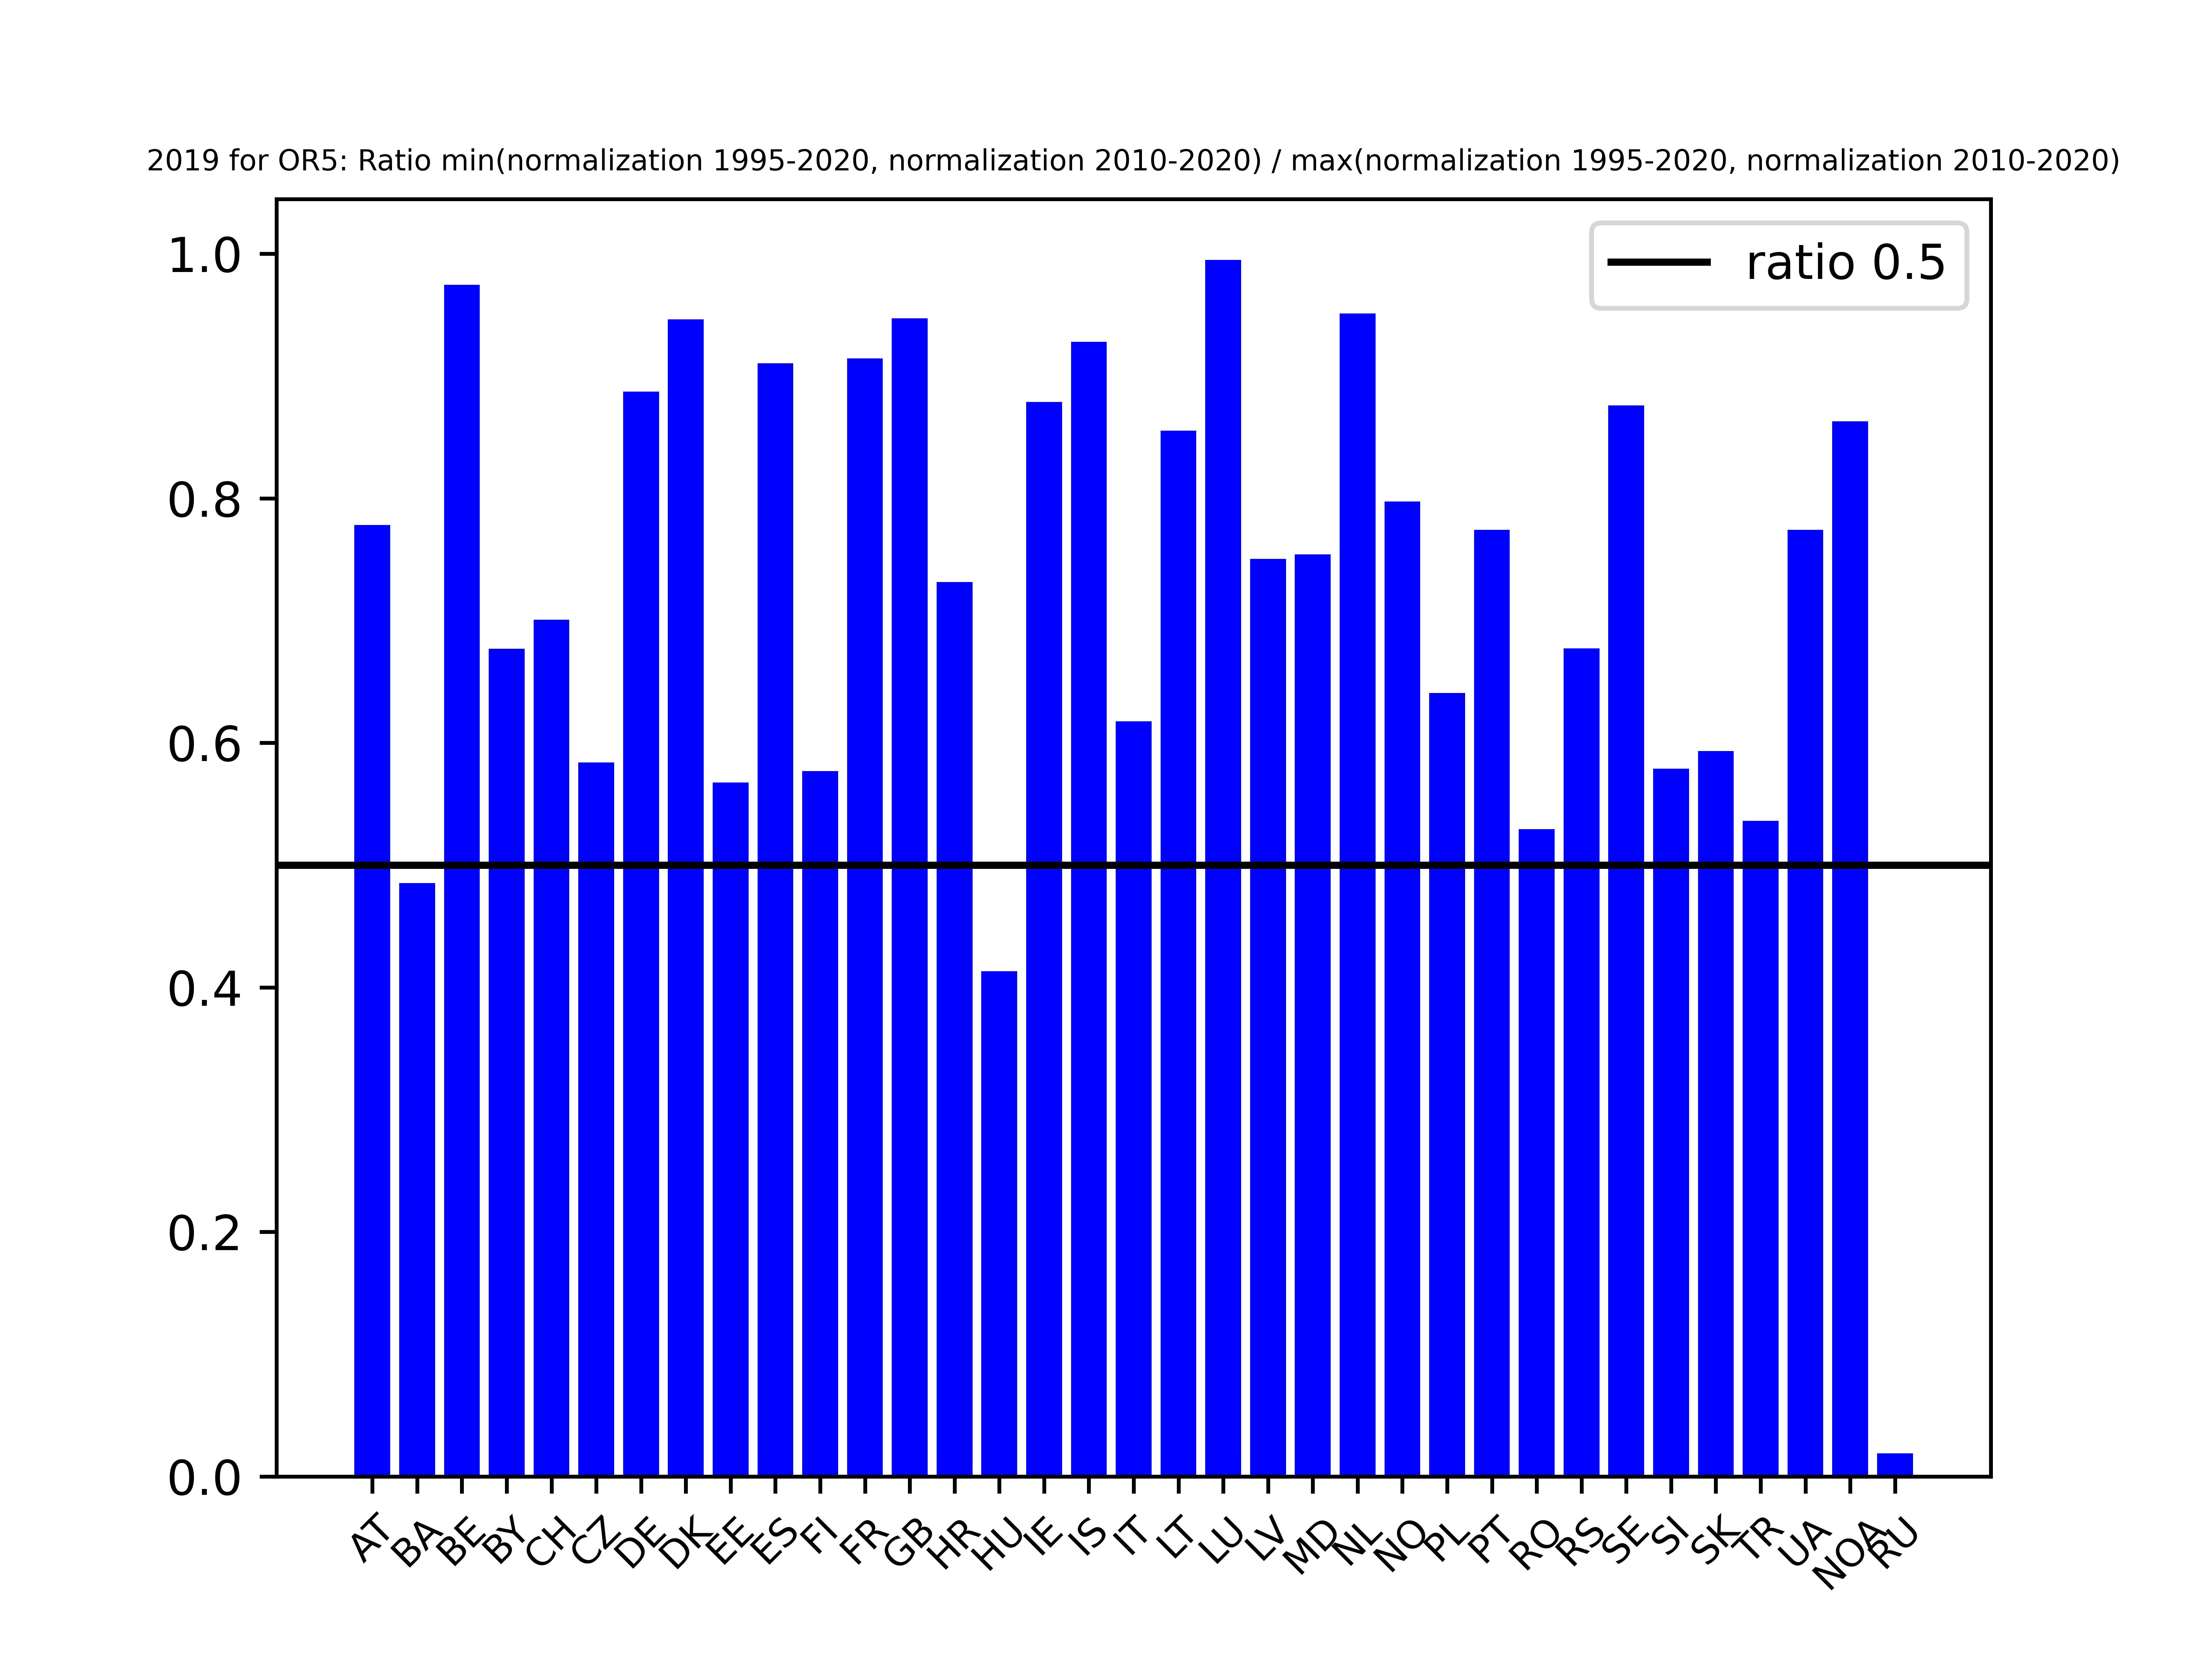 2019 for OR5: Ratio min(normalization 1995-2020, normalization 2010-2020) / max(normalization 1995-2020, normalization 2010-2020)
ratio 0.5
1.0
0.8
0.6
0.4
0.2
0.0
AT BA BE BY CH CZ DE DK EE ES FI FR GB HR HU IE IS IT LT LU LV MD NL NO PL PT RO RS SE SI SK TR UA NOA RU